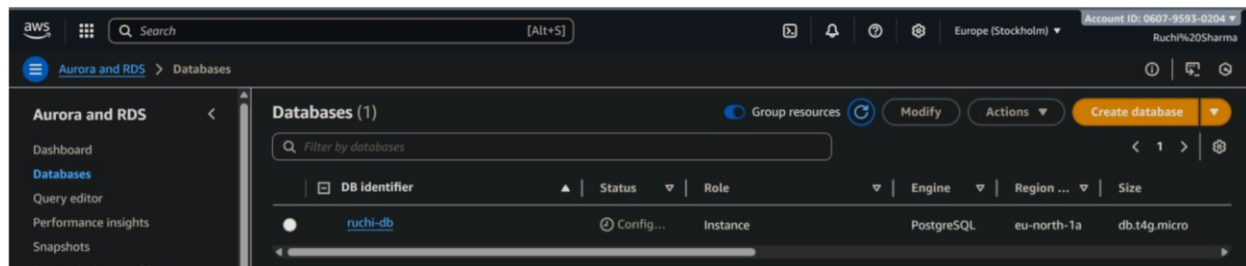 aws Search [Alt+S] Europe (Stockholm) Account ID: 0607-9593-0204
Ruchi%20Sharma
Aurora and RDS > Databases
Aurora and RDS
Dashboard
Databases
Query editor
Performance insights
Snapshots
Databases (1) Group resources Modify Actions Create database
Filter by databases < 1 >
DB identifier Status Role Engine Region ... Size
ruchi-db Config... Instance PostgreSQL eu-north-1a db.t4g.micro